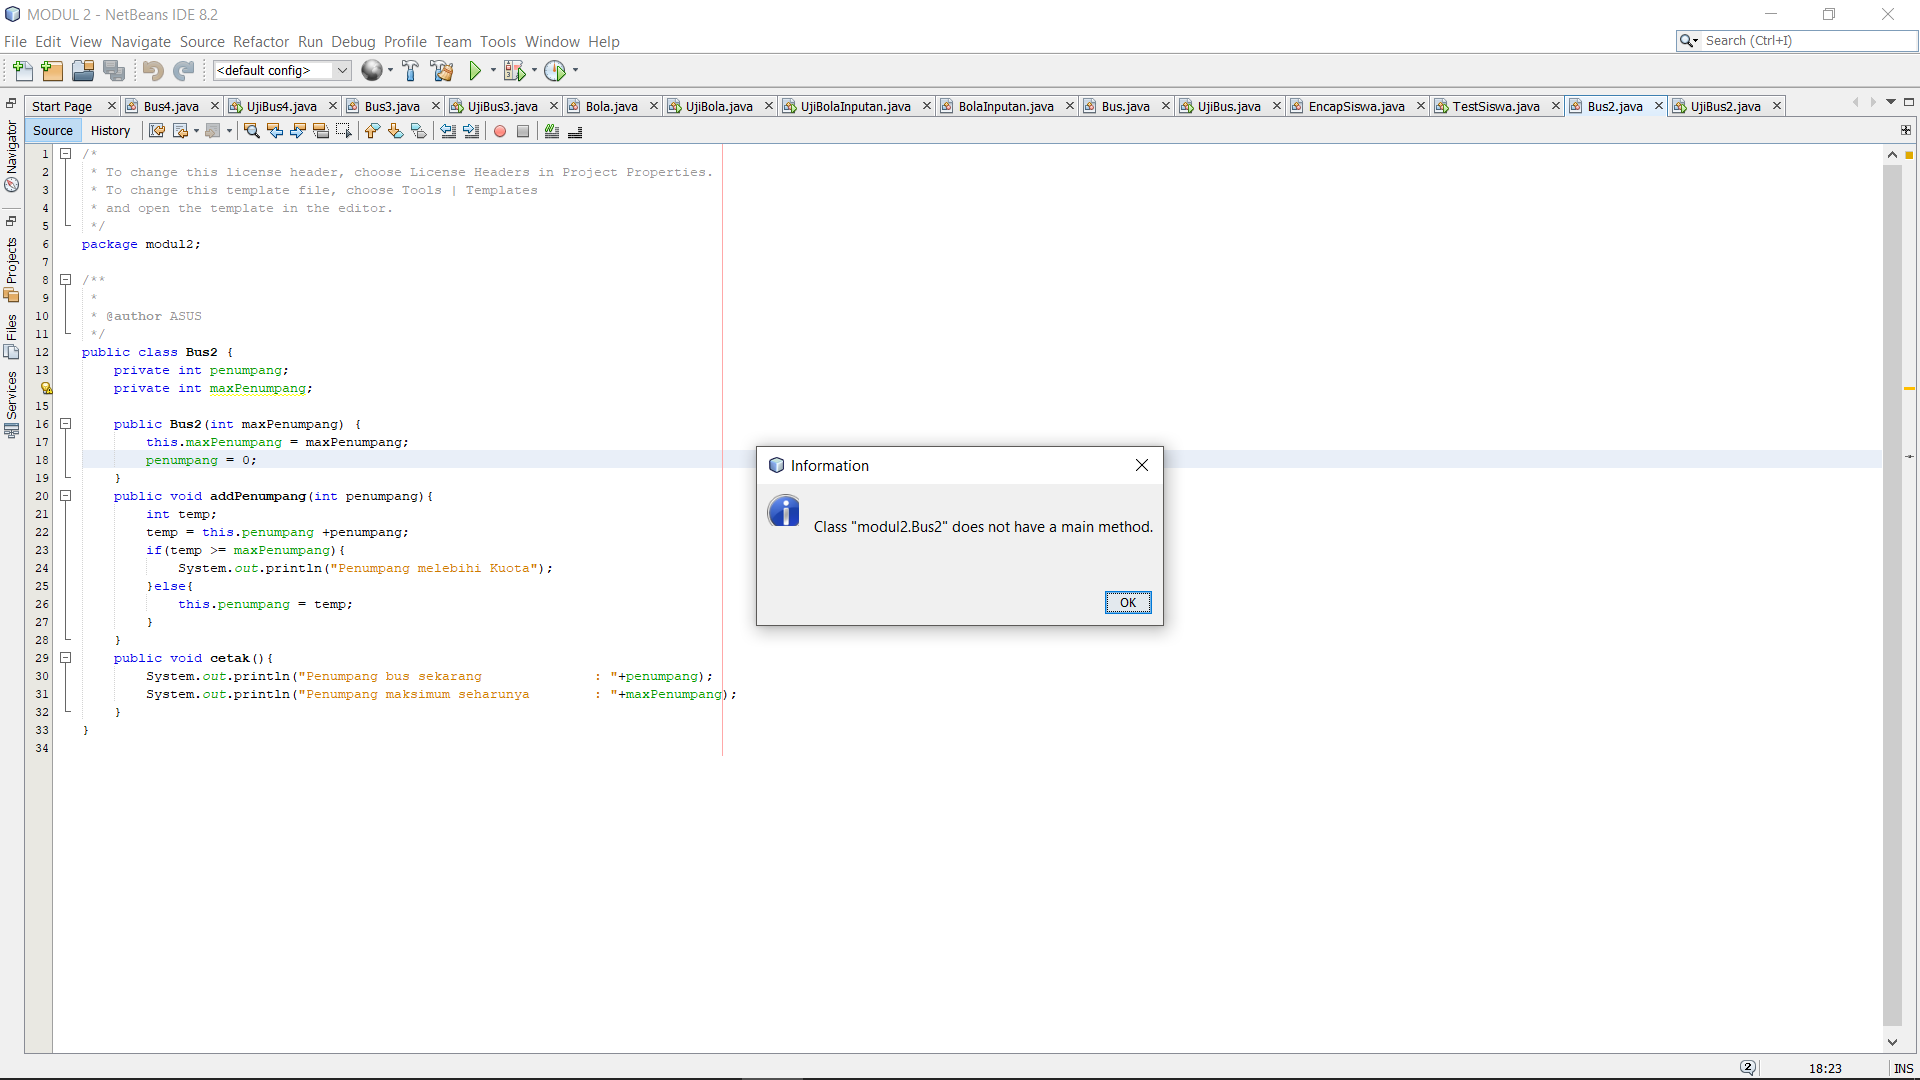 MODUL 2 - NetBeans IDE 8.2
File Edit View Navigate Source Refactor Run Debug Profile Team Tools Window Help
Search (Ctrl+I)
<default config>
Start Page Bus4.java UjiBus4.java Bus3.java UjiBus3.java Bola.java UjiBola.java UjiBolaInputan.java BolaInputan.java Bus.java UjiBus.java EncapSiswa.java TestSiswa.java Bus2.java UjiBus2.java
Source History
Navigator
Projects
Files
Services
1 /*
2 * To change this license header, choose License Headers in Project Properties.
3 * To change this template file, choose Tools | Templates
4 * and open the template in the editor.
5 */
6 package modul2;
7
8 /**
9 *
10 * @author ASUS
11 */
12 public class Bus2 {
13 private int penumpang;
private int maxPenumpang;
15
16 public Bus2(int maxPenumpang) {
17 this.maxPenumpang = maxPenumpang;
18 penumpang = 0;
19 }
20 public void addPenumpang(int penumpang){
21 int temp;
22 temp = this.penumpang +penumpang;
23 if(temp >= maxPenumpang){
24 System.out.println("Penumpang melebihi Kuota");
25 }else{
26 this.penumpang = temp;
27 }
28 }
29 public void cetak(){
30 System.out.println("Penumpang bus sekarang : "+penumpang);
31 System.out.println("Penumpang maksimum seharunya : "+maxPenumpang);
32 }
33 }
34
Information
Class "modul2.Bus2" does not have a main method.
OK
2
18:23
INS